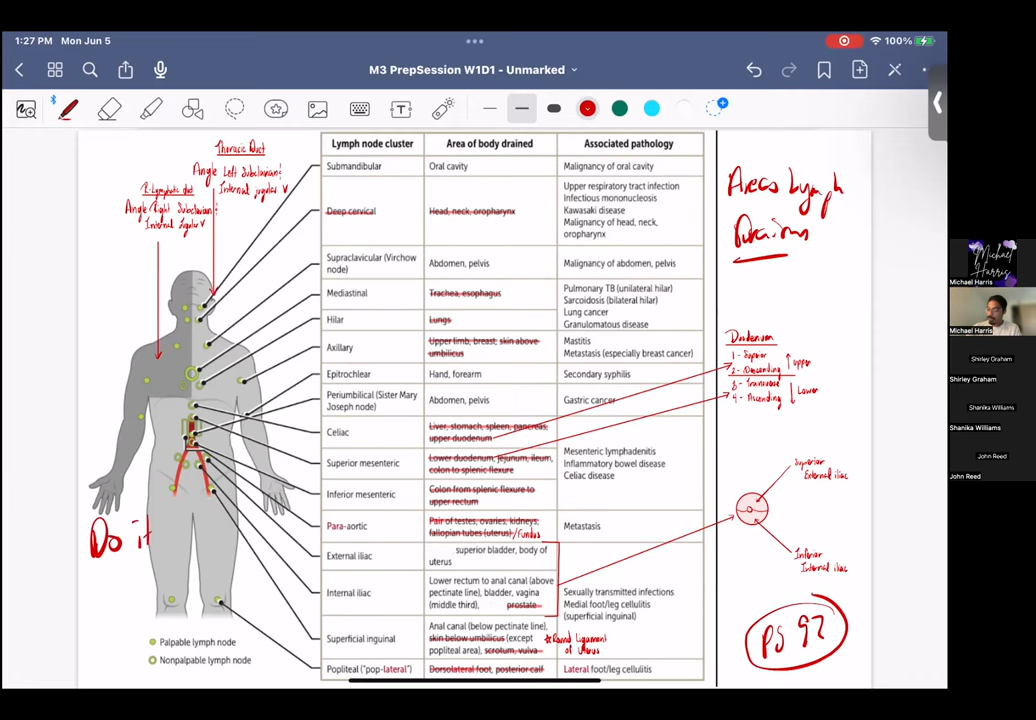 1:27 PM Mon Jun 5
100%
M3 PrepSession W1D1 - Unmarked
Thoracic Duct
Angle Left Subclavian
Internal jugular V
R-Lymphatic duct
Angle Right Subclavian
Internal Jugular V
Do it
Palpable lymph node
Nonpalpable lymph node
Lymph node cluster Area of body drained Associated pathology
Submandibular Oral cavity Malignancy of oral cavity
Deep cervical Head, neck, oropharynx Upper respiratory tract infection
Infectious mononucleosis
Kawasaki disease
Malignancy of head, neck,
oropharynx
Supraclavicular (Virchow
node) Abdomen, pelvis Malignancy of abdomen, pelvis
Mediastinal Trachea, esophagus Pulmonary TB (unilateral hilar)
Sarcoidosis (bilateral hilar)
Hilar Lungs Lung cancer
Granulomatous disease
Axillary Upper limb, breast, skin above
umbilicus Mastitis
Metastasis (especially breast cancer)
Epitrochlear Hand, forearm Secondary syphilis
Periumbilical (Sister Mary
Joseph node) Abdomen, pelvis Gastric cancer
Celiac Liver, stomach, spleen, pancreas,
upper duodenum
Superior mesenteric Lower duodenum, jejunum, ileum,
colon to splenic flexure
Mesenteric lymphadenitis
Inflammatory bowel disease
Celiac disease
Inferior mesenteric Colon from splenic flexure to
upper rectum
Para-aortic Pair of testes, ovaries, kidneys,
fallopian tubes (uterus) /Fundus Metastasis
External iliac superior bladder, body of
uterus
Internal iliac Lower rectum to anal canal (above
pectinate line), bladder, vagina
(middle third), prostate
Sexually transmitted infections
Medial foot/leg cellulitis
(superficial inguinal)
Superficial inguinal Anal canal (below pectinate line),
skin below umbilicus (except
popliteal area), scrotum, vulva
Round Ligament
of Uterus
Popliteal ("pop-lateral") Dorsolateral foot, posterior calf Lateral foot/leg cellulitis
Areas Lymph
Duodenum
1- Superior
2- Descending
upper
3- Transverse
4- Ascending
Lower
Superior
External iliac
Inferior
Internal iliac
PG 92
Michael
Harris
Michael Harris
Michael Harris
Shirley Graham
Shirley Graham
Shanika Williams
Shanika Williams
John Reed
John Reed